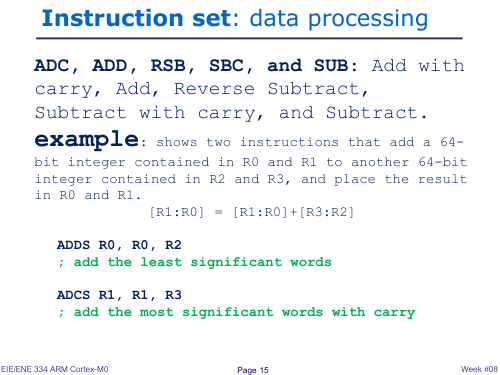 Instruction set: data processing
ADC, ADD, RSB, SBC, and SUB: Add with
carry, Add, Reverse Subtract,
Subtract with carry, and Subtract.
example: shows two instructions that add a 64-
bit integer contained in R0 and R1 to another 64-bit
integer contained in R2 and R3, and place the result
in R0 and R1.
[R1:R0] = [R1:R0]+[R3:R2]
ADDS R0, R0, R2
; add the least significant words
ADCS R1, R1, R3
; add the most significant words with carry
EIE/ENE 334 ARM Cortex-M0 Page 15 Week #08